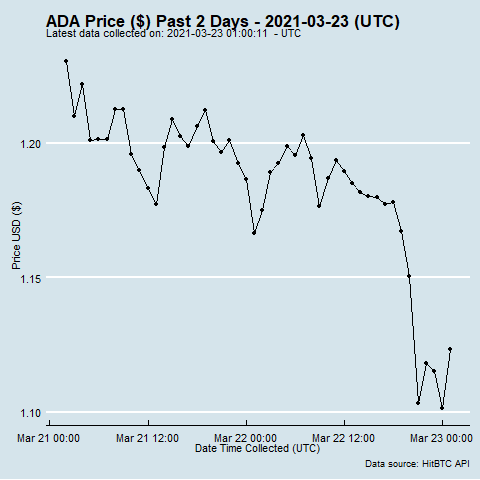 ADA Price ($) Past 2 Days - 2021-03-23 (UTC)
Latest data collected on: 2021-03-23 01:00:11 - UTC
Price USD ($)
1.20
1.15
1.10
Mar 21 00:00 Mar 21 12:00 Mar 22 00:00 Mar 22 12:00 Mar 23 00:00
Date Time Collected (UTC)
Data source: HitBTC API